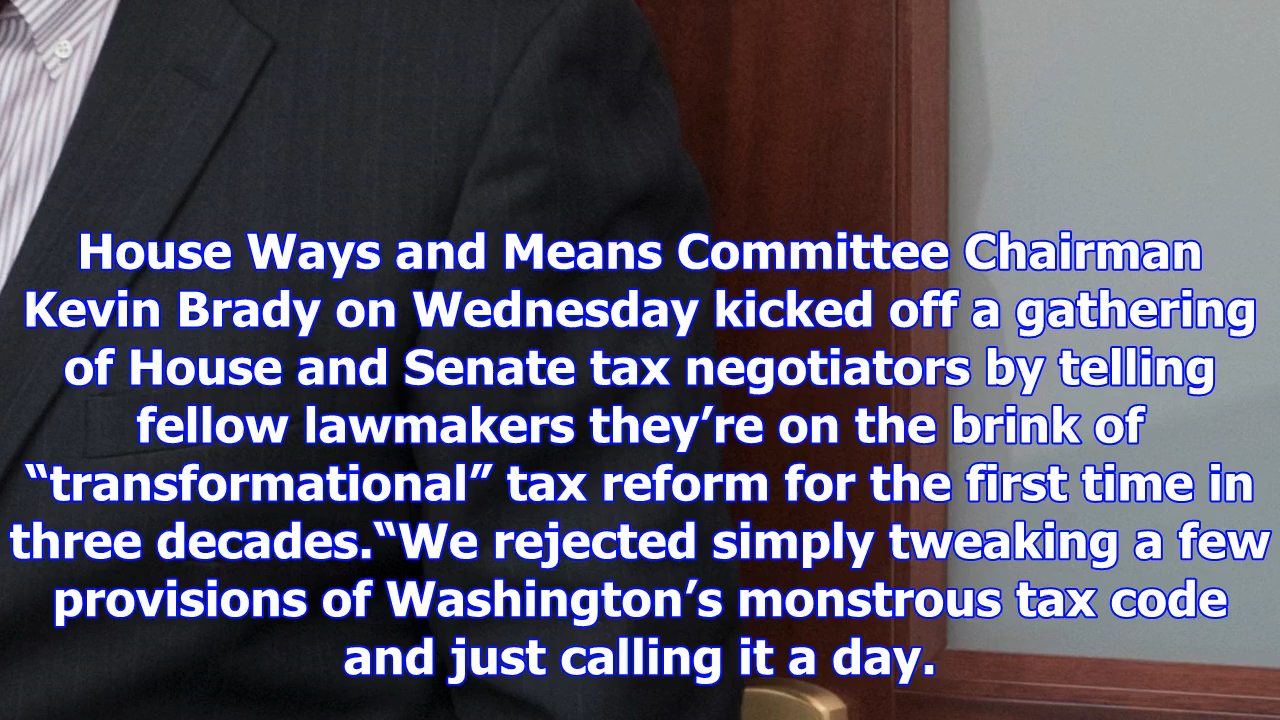 House Ways and Means Committee Chairman
Kevin Brady on Wednesday kicked off a gathering
of House and Senate tax negotiators by telling
fellow lawmakers they’re on the brink of
“transformational” tax reform for the first time in
three decades.“We rejected simply tweaking a few
provisions of Washington’s monstrous tax code
and just calling it a day.